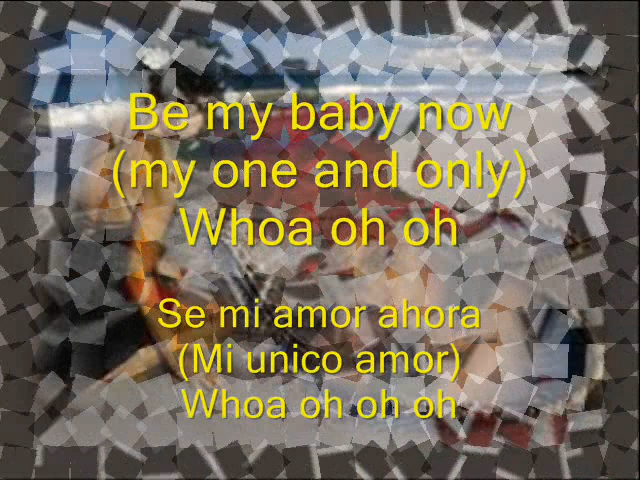 Be my baby now
(my one and only)
Whoa oh oh
Se mi amor ahora
(Mi unico amor)
Whoa oh oh oh